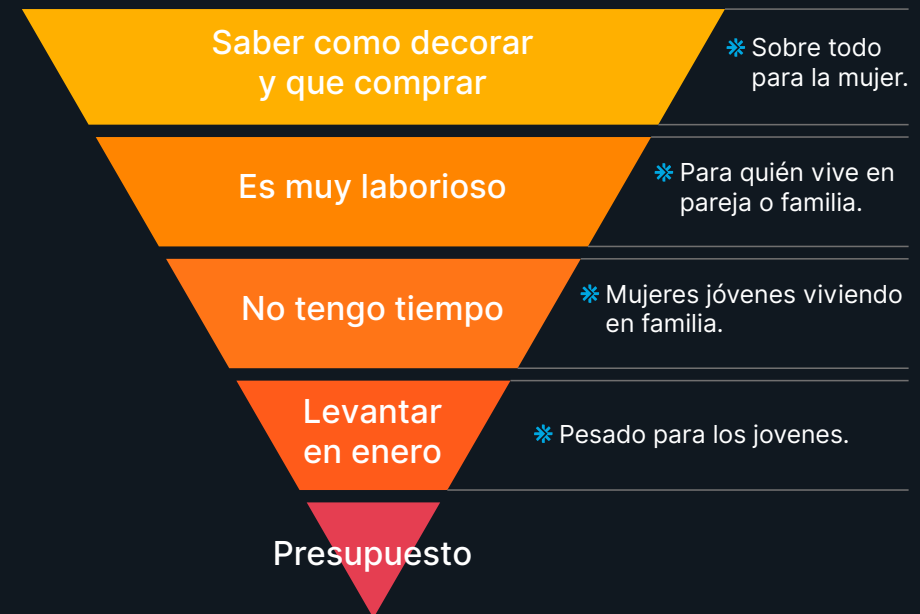 Saber como decorar
y que comprar
Sobre todo
para la mujer.
Es muy laborioso
Para quién vive en
pareja o familia.
No tengo tiempo
Mujeres jóvenes viviendo
en familia.
Levantar
en enero
Pesado para los jovenes.
Presupuesto